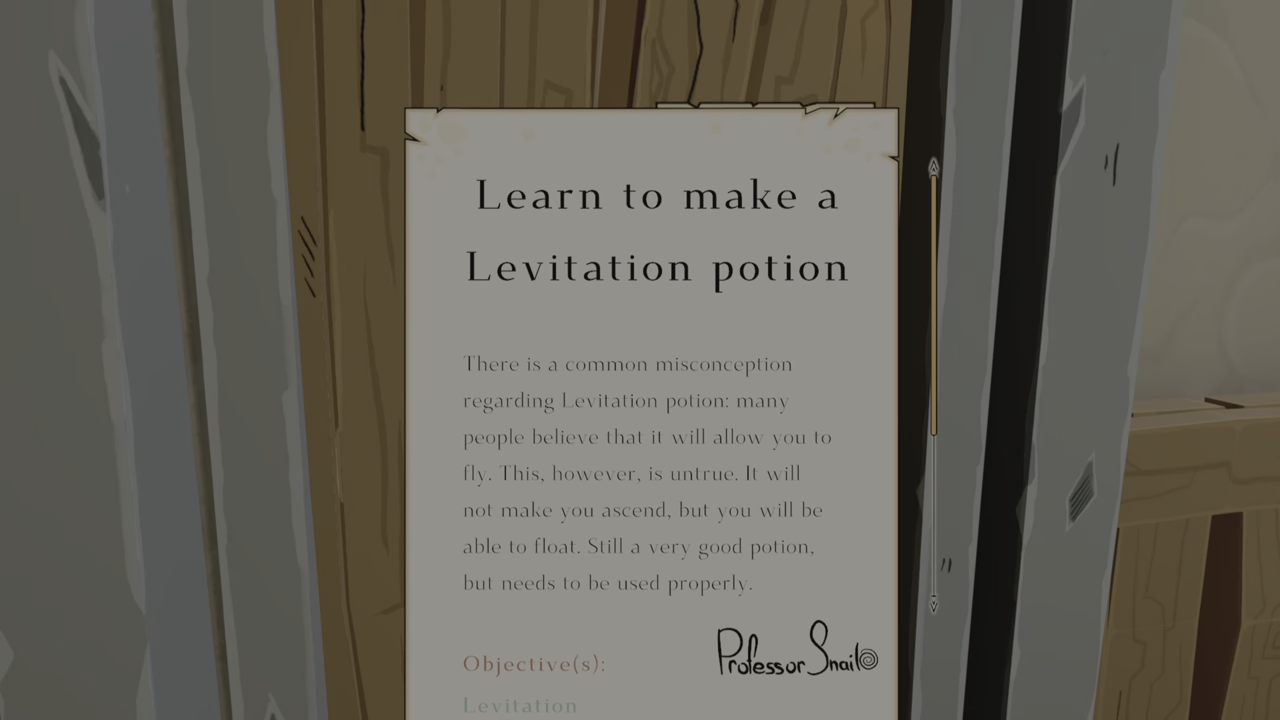 Learn to make a
Levitation potion
There is a common misconception
regarding Levitation potion: many
people believe that it will allow you to
fly. This, however, is untrue. It will
not make you ascend, but you will be
able to float. Still a very good potion,
but needs to be used properly.
Professor Snail
Objective(s):
Levitation